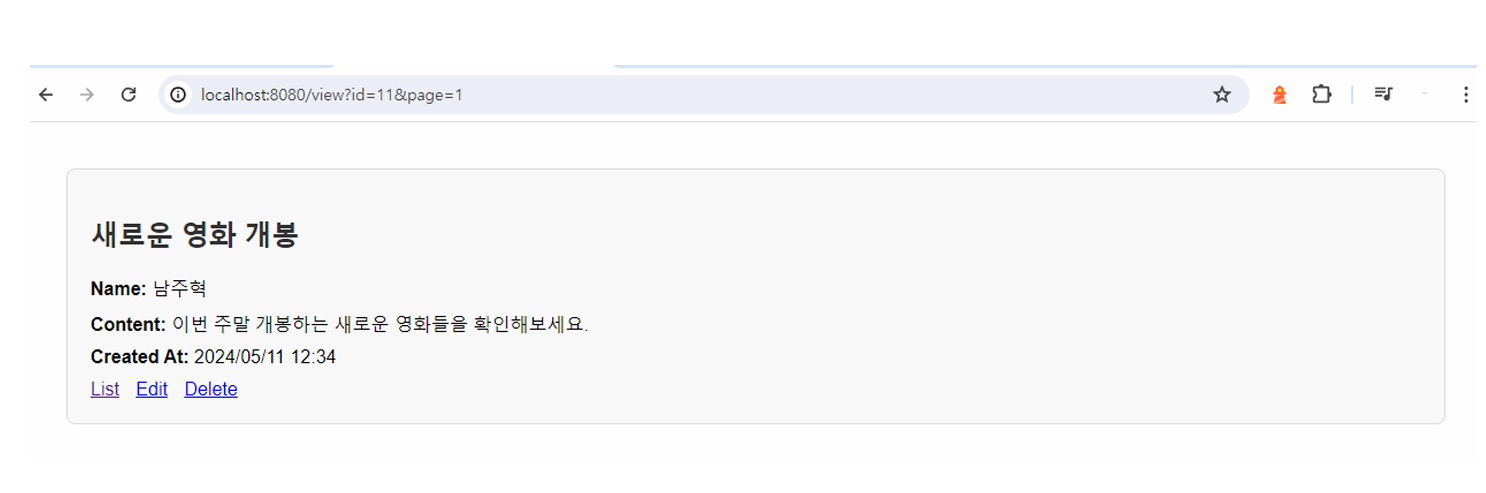 localhost:8080/view?id=11&page=1
새로운 영화 개봉
Name: 남주혁
Content: 이번 주말 개봉하는 새로운 영화들을 확인해보세요.
Created At: 2024/05/11 12:34
List Edit Delete